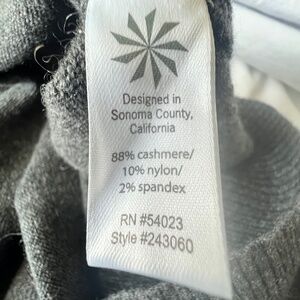 Designed in
Sonoma County,
California
88% cashmere/
10% nylon/
2% spandex
RN #54023
Style #243060